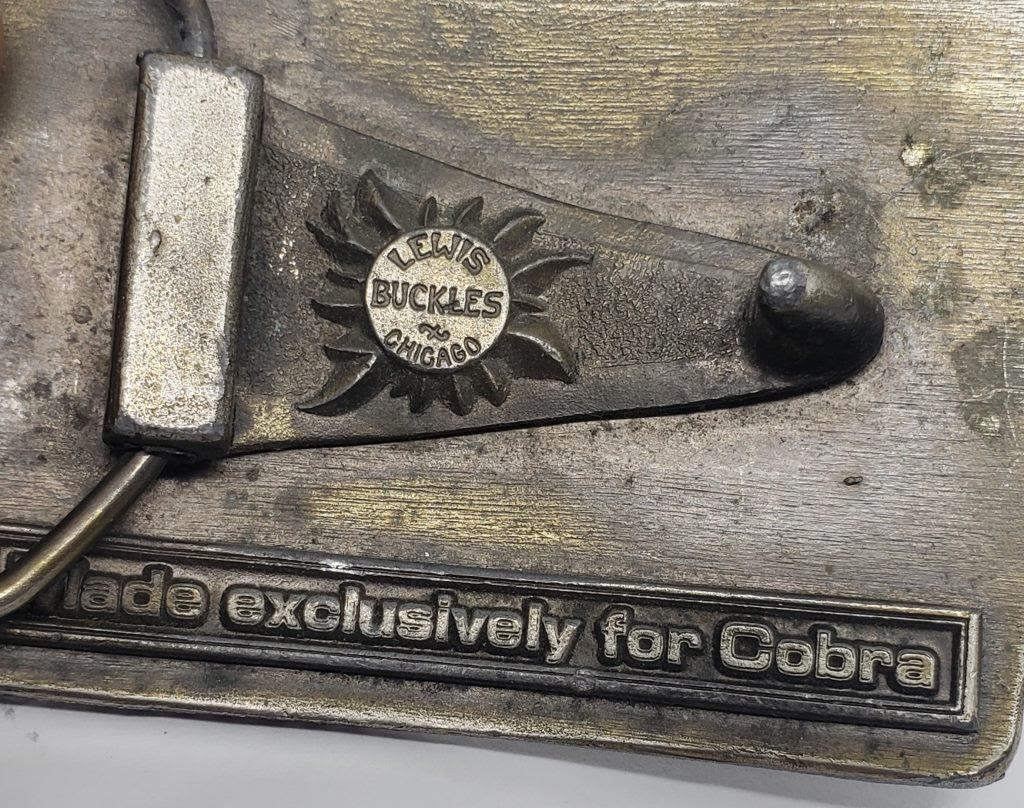 LEWIS
BUCKLES
~
CHICAGO
Made exclusively for Cobra